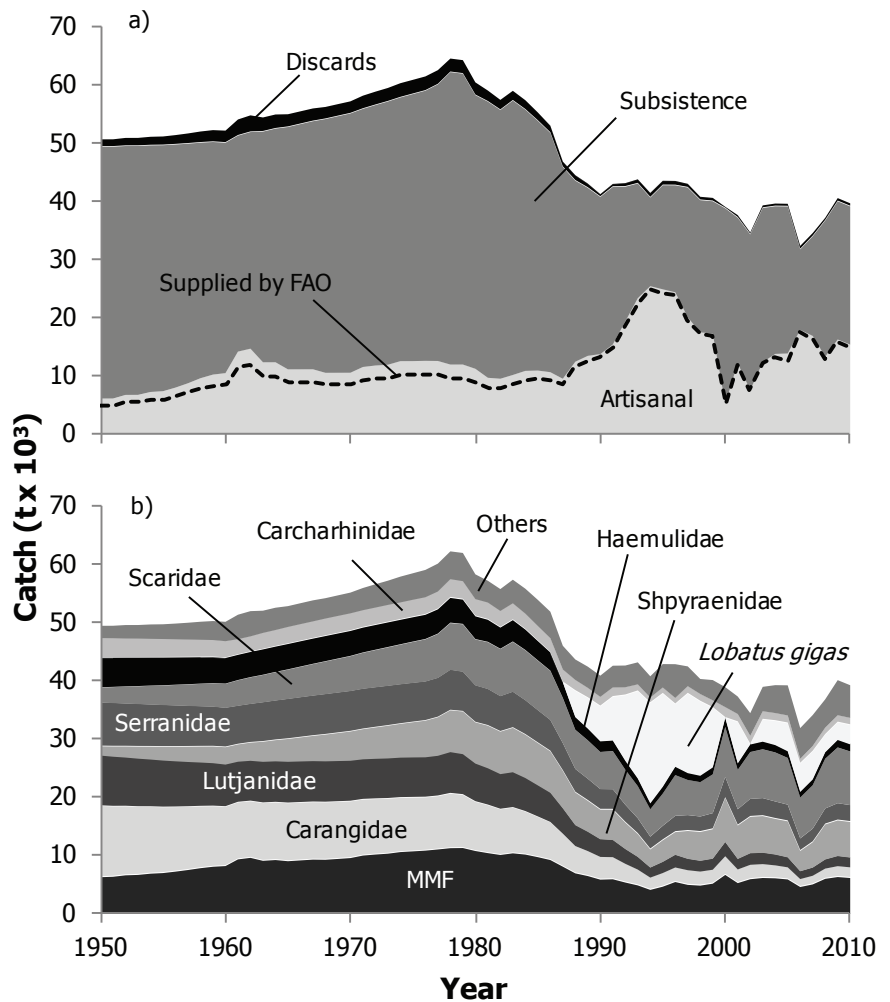 a)
70
60
50
40
30
20
10
0
Discards
Subsistence
Supplied by FAO
Artisanal
Catch (t x 10³)
b)
70
60
50
40
30
20
10
0
Others
Carcharhinidae
Haemulidae
Scaridae
Shpyraenidae
Lobatus gigas
Serranidae
Lutjanidae
Carangidae
MMF
1950 1960 1970 1980 1990 2000 2010
Year